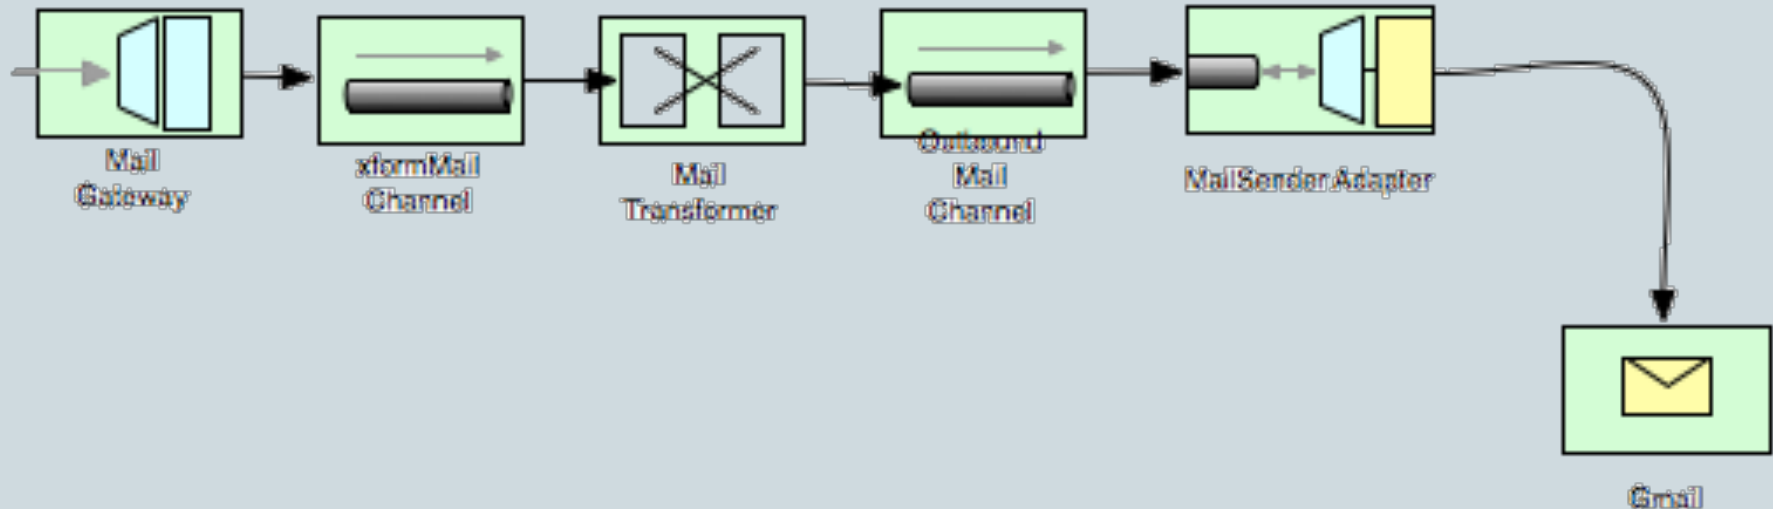 Mail
Gateway
xformMail
Channel
Mail
Transformer
Outbound
Mail
Channel
MailSenderAdapter
Gmail